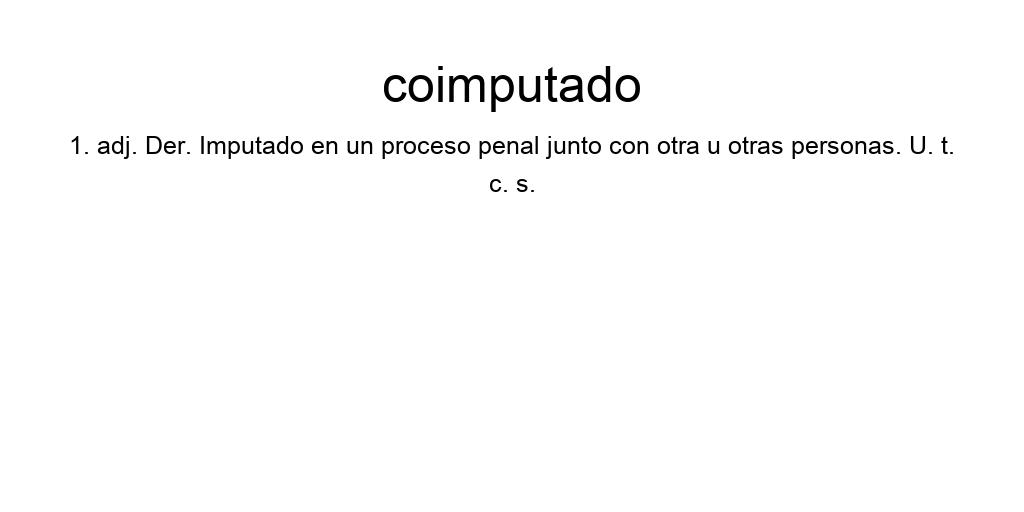 coimputado
1. adj. Der. Imputado en un proceso penal junto con otra u otras personas. U. t.
c. s.